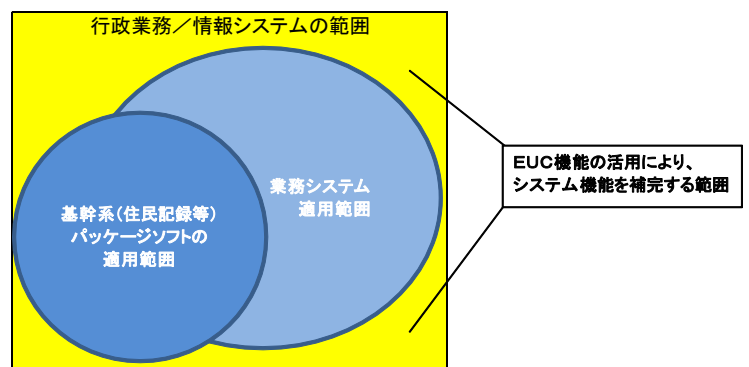 行政業務／情報システムの範囲
業務システム
適用範囲
基幹系（住民記録等）
パッケージソフトの
適用範囲
ＥＵＣ機能の活用により、
システム機能を補完する範囲